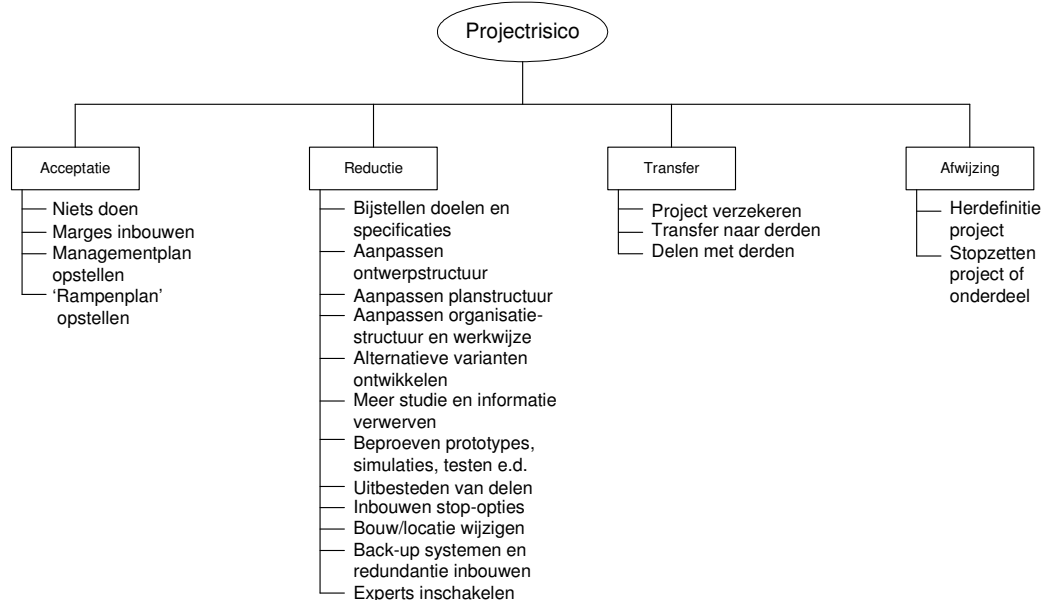 Projectrisico
Acceptatie
Niets doen
Marges inbouwen
Managementplan
opstellen
‘Rampenplan’
opstellen
Reductie
Bijstellen doelen en
specificaties
Aanpassen
ontwerpstructuur
Aanpassen planstructuur
Aanpassen organisatie-
structuur en werkwijze
Alternatieve varianten
ontwikkelen
Meer studie en informatie
verwerven
Beproeven prototypes,
simulaties, testen e.d.
Uitbesteden van delen
Inbouwen stop-opties
Bouw/locatie wijzigen
Back-up systemen en
redundantie inbouwen
Experts inschakelen
Transfer
Project verzekeren
Transfer naar derden
Delen met derden
Afwijzing
Herdefinitie
project
Stopzetten
project of
onderdeel